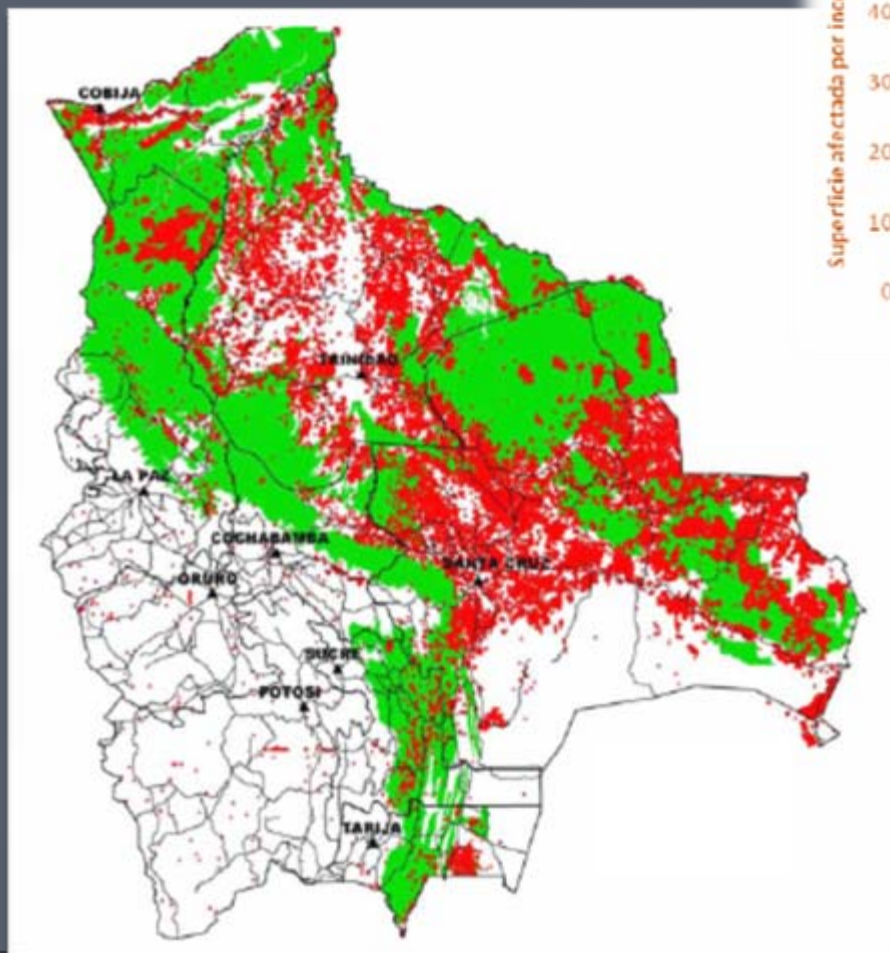 COBIJA
TRINIDAD
LA PAZ
COCHABAMBA
ORURO
SANTA CRUZ
SUCRE
POTOSI
TARIJA
Superficie afectada por
40
30
20
10
0